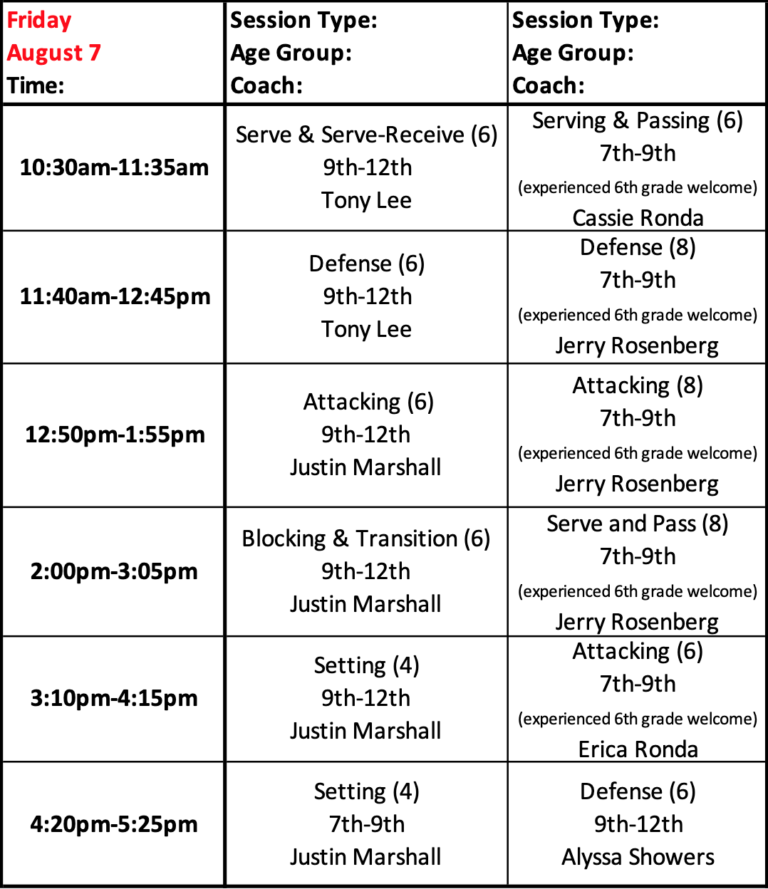 Friday
August 7
Time:
Session Type:
Age Group:
Coach:
Session Type:
Age Group:
Coach:
10:30am-11:35am
Serve & Serve-Receive (6)
9th-12th
Tony Lee
Serving & Passing (6)
7th-9th
(experienced 6th grade welcome)
Cassie Ronda
11:40am-12:45pm
Defense (6)
9th-12th
Tony Lee
Defense (8)
7th-9th
(experienced 6th grade welcome)
Jerry Rosenberg
12:50pm-1:55pm
Attacking (6)
9th-12th
Justin Marshall
Attacking (8)
7th-9th
(experienced 6th grade welcome)
Jerry Rosenberg
2:00pm-3:05pm
Blocking & Transition (6)
9th-12th
Justin Marshall
Serve and Pass (8)
7th-9th
(experienced 6th grade welcome)
Jerry Rosenberg
3:10pm-4:15pm
Setting (4)
9th-12th
Justin Marshall
Attacking (6)
7th-9th
(experienced 6th grade welcome)
Erica Ronda
4:20pm-5:25pm
Setting (4)
7th-9th
Justin Marshall
Defense (6)
9th-12th
Alyssa Showers